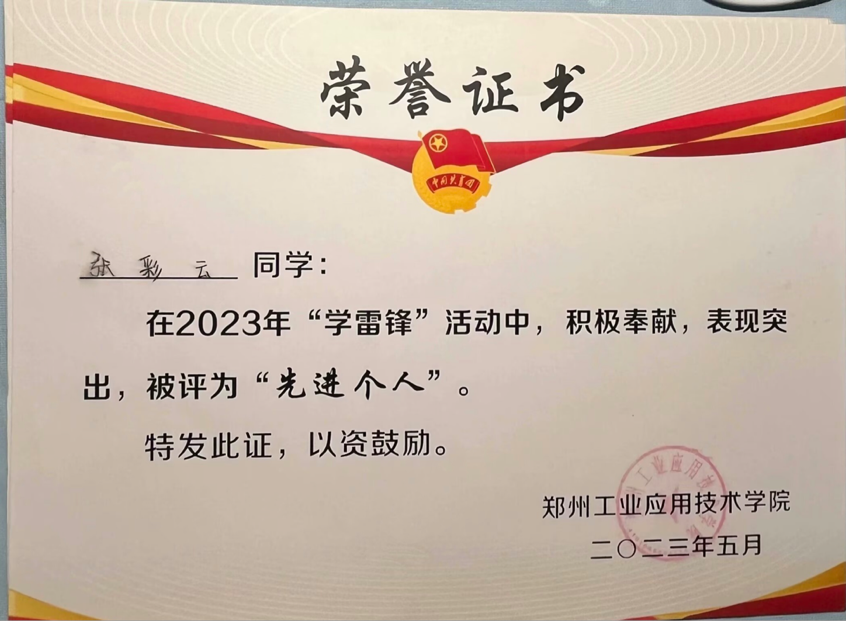 荣誉证书
中国共青团
张彩云 同学：
在2023年“学雷锋”活动中，积极奉献，表现突
出，被评为“先进个人”。
特发此证，以资鼓励。
郑州工业应用技术学院
二〇二三年五月